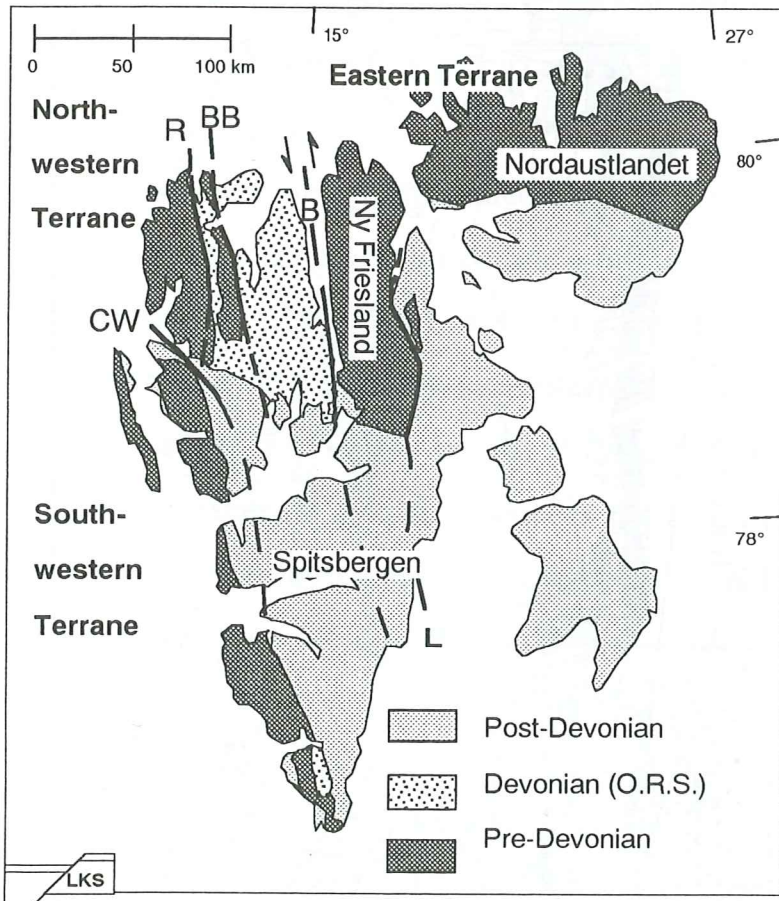 15°
27°
0 50 100 km
Eastern Terrane
North-
western
Terrane
R BB
B
80°
Nordaustlandet
Ny Friesland
CW
South-
western
Terrane
78°
Spitsbergen
L
Post-Devonian
Devonian (O.R.S.)
Pre-Devonian
LKS